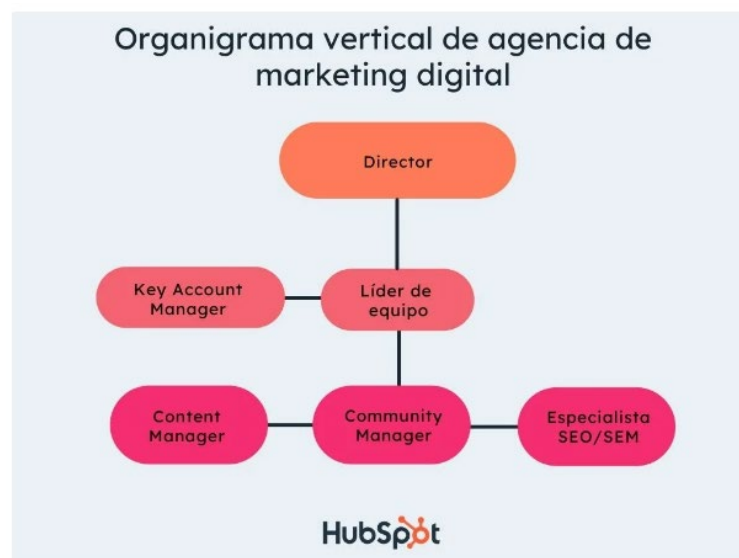 Organigrama vertical de agencia de
marketing digital
Director
Key Account
Manager
Líder de
equipo
Content
Manager
Community
Manager
Especialista
SEO/SEM
HubSpot